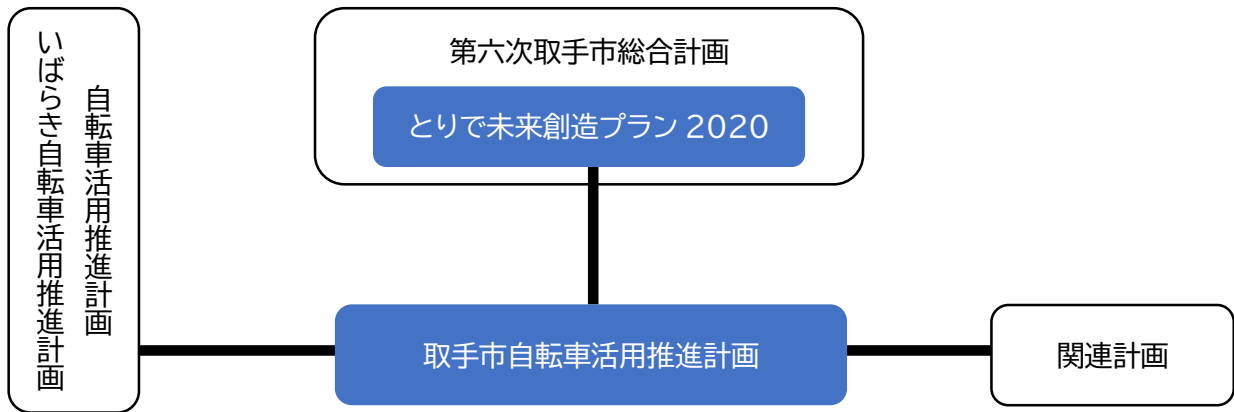 自転車活用推進計画
いばらき自転車活用推進計画
第六次取手市総合計画
とりで未来創造プラン 2020
取手市自転車活用推進計画
関連計画